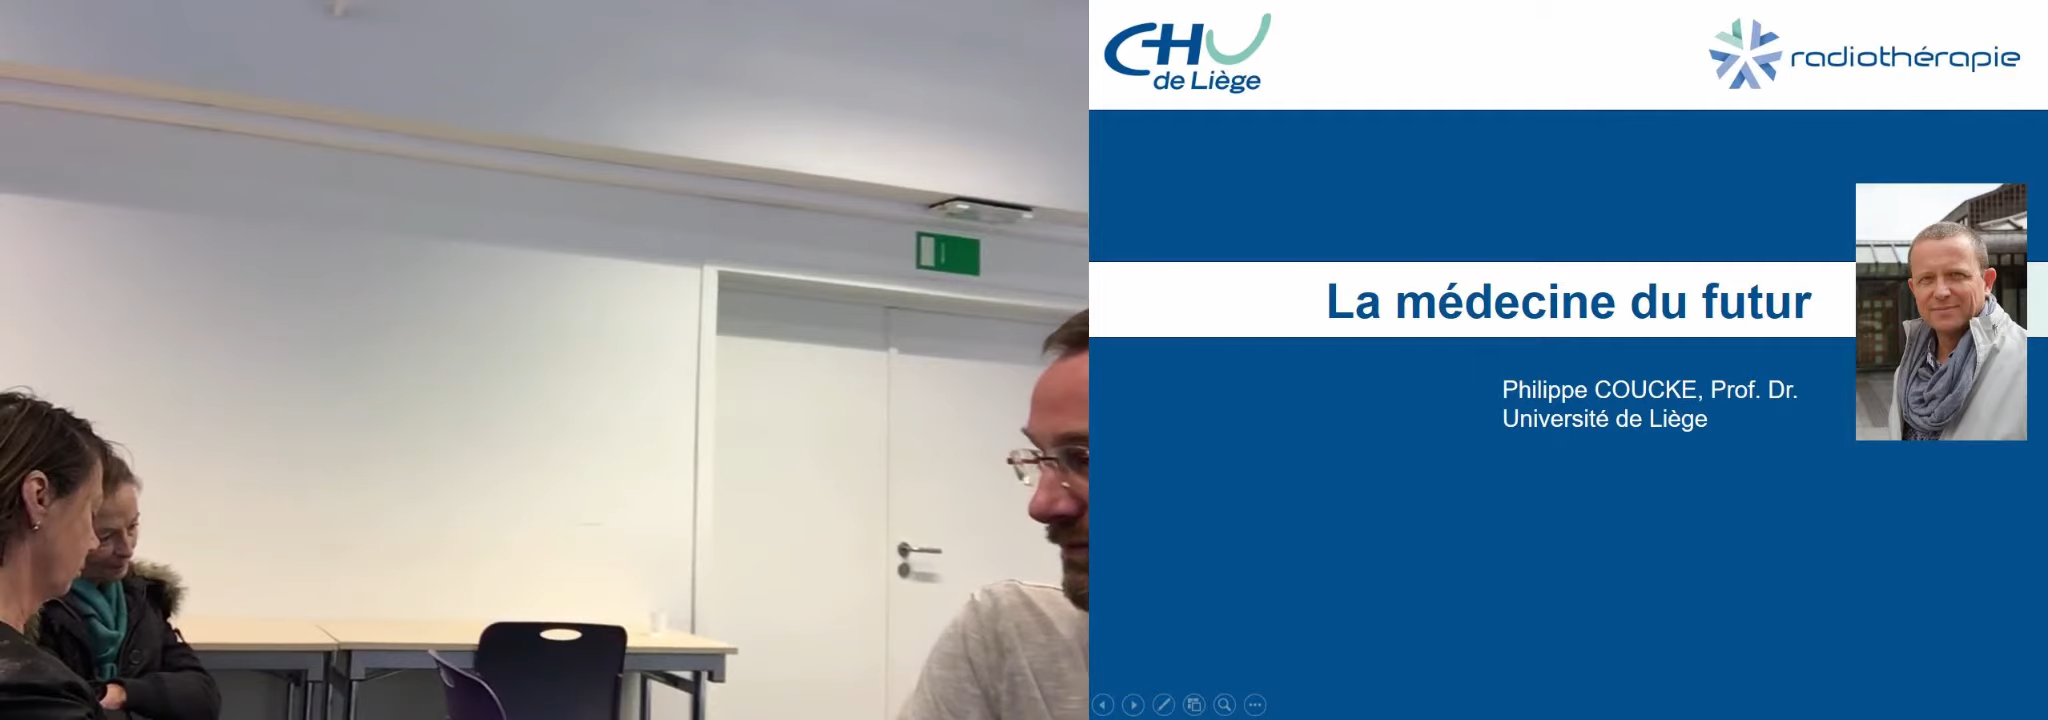 CHU
de Liège
radiothérapie
La médecine du futur
Philippe COUCKE, Prof. Dr.
Université de Liège